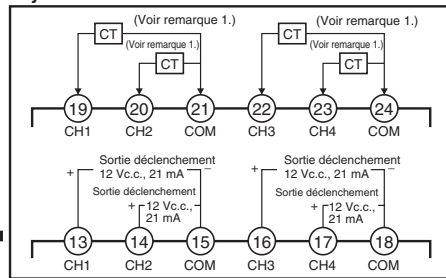 (Voir remarque 1.) (Voir remarque 1.)
CT CT
(Voir remarque 1.) (Voir remarque 1.)
CT CT
19 20 21 22 23 24
CH1 CH2 COM CH3 CH4 COM
Sortie déclenchement Sortie déclenchement
+ 12 Vc.c., 21 mA – + 12 Vc.c., 21 mA –
Sortie déclenchement Sortie déclenchement
+ 12 Vc.c., + 12 Vc.c.,
21 mA 21 mA
13 14 15 16 17 18
CH1 CH2 COM CH3 CH4 COM